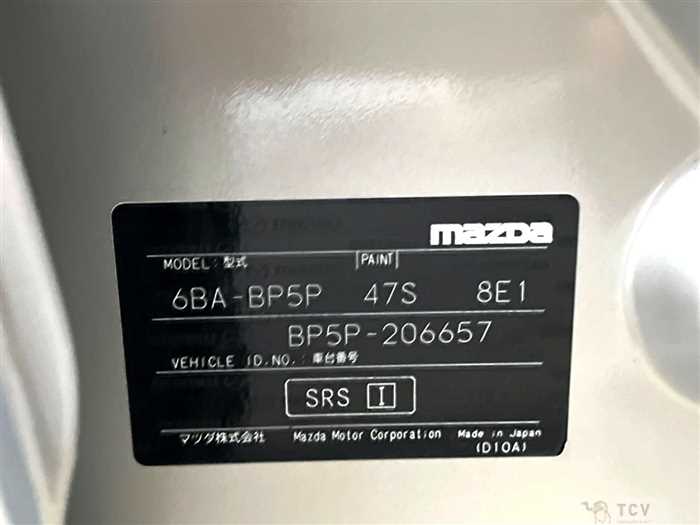 mazda
MODEL: 型式 PAINT
6BA-BP5P 47S 8E1
BP5P-206657
VEHICLE ID.NO.: 車台番号
SRS I
マツダ株式会社 Mazda Motor Corporation Made in Japan
(D10A)
TCV